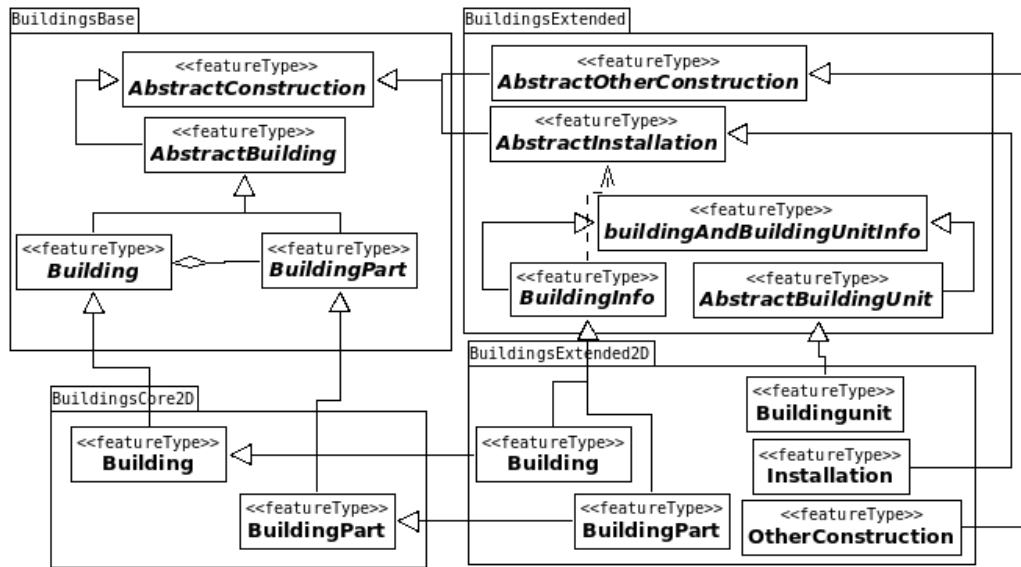 BuildingsBase
<<featureType>>
AbstractConstruction
<<featureType>>
AbstractBuilding
<<featureType>>
Building
<<featureType>>
BuildingPart
BuildingsExtended
<<featureType>>
AbstractOtherConstruction
<<featureType>>
AbstractInstallation
<<featureType>>
buildingAndBuildingUnitInfo
<<featureType>>
BuildingInfo
<<featureType>>
AbstractBuildingUnit
BuildingsCore2D
<<featureType>>
Building
<<featureType>>
BuildingPart
BuildingsExtended2D
<<featureType>>
Buildingunit
<<featureType>>
Building
<<featureType>>
Installation
<<featureType>>
BuildingPart
<<featureType>>
OtherConstruction